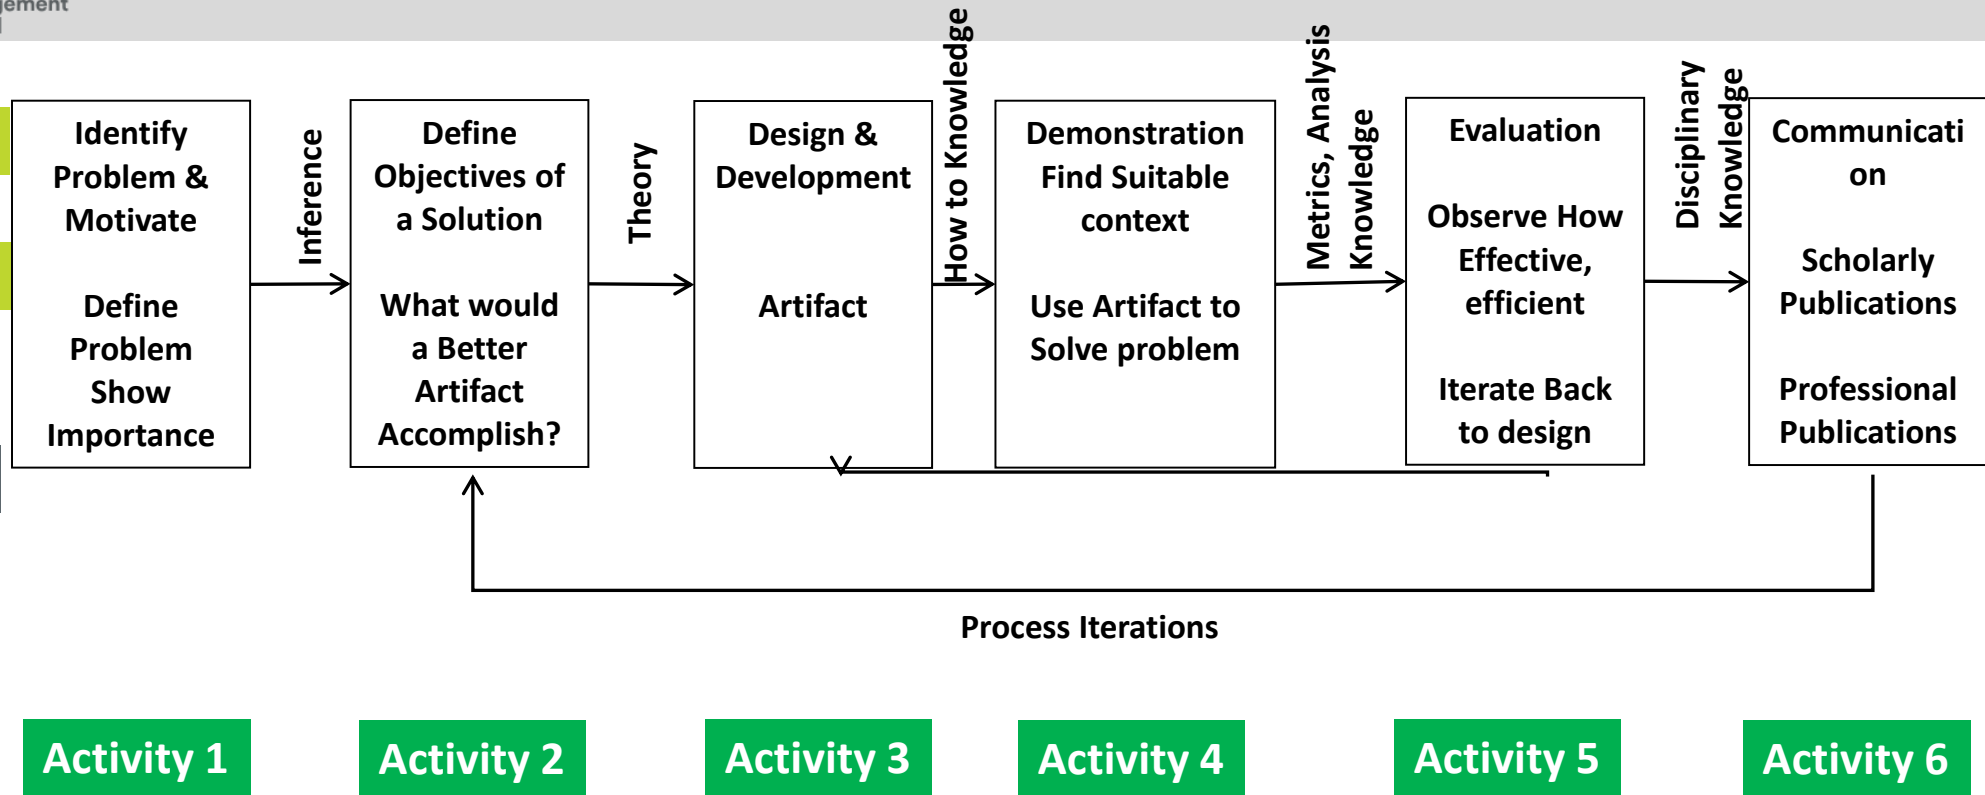 gement
Identify
Problem &
Motivate
Define
Problem
Show
Importance
Inference
Define
Objectives of
a Solution
What would
a Better
Artifact
Accomplish?
Theory
Design &
Development
Artifact
How to Knowledge
Demonstration
Find Suitable
context
Use Artifact to
Solve problem
Metrics, Analysis
Knowledge
Evaluation
Observe How
Effective,
efficient
Iterate Back
to design
Disciplinary
Knowledge
Communicati
on
Scholarly
Publications
Professional
Publications
Process Iterations
Activity 1
Activity 2
Activity 3
Activity 4
Activity 5
Activity 6